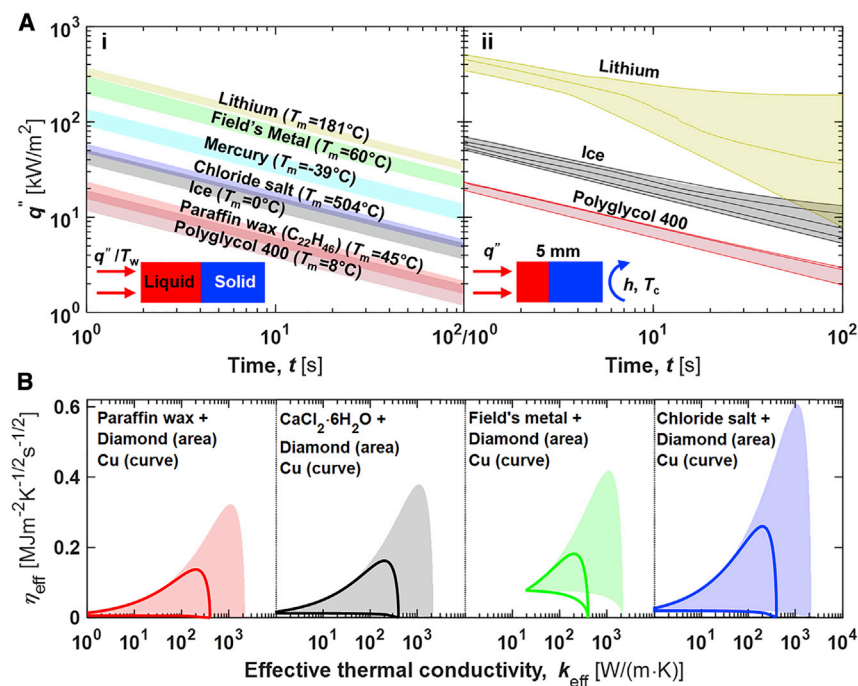 A
i
ii
10³
10²
10¹
10⁰
q" [kW/m²]
Lithium (Tm=181°C)
Field's Metal (Tm=60°C)
Mercury (Tm=-39°C)
Chloride salt (Tm=504°C)
Ice (Tm=0°C)
Paraffin wax (C₂₂H₄₆) (Tm=45°C)
Polyglycol 400 (Tm=8°C)
q"/Tw
Liquid Solid
Lithium
Ice
Polyglycol 400
q"
5 mm
h, Tc
10⁰ 10¹ 10²/10⁰ 10¹ 10²
Time, t [s] Time, t [s]
B
0.6
0.4
0.2
0
ηeff [MJm⁻²K⁻¹/²s⁻¹/²]
Paraffin wax +
Diamond (area)
Cu (curve)
CaCl₂·6H₂O +
Diamond (area)
Cu (curve)
Field's metal +
Diamond (area)
Cu (curve)
Chloride salt +
Diamond (area)
Cu (curve)
10⁰ 10¹ 10² 10³ 10¹ 10² 10³ 10¹ 10² 10³ 10¹ 10² 10³ 10⁴
Effective thermal conductivity, keff [W/(m·K)]